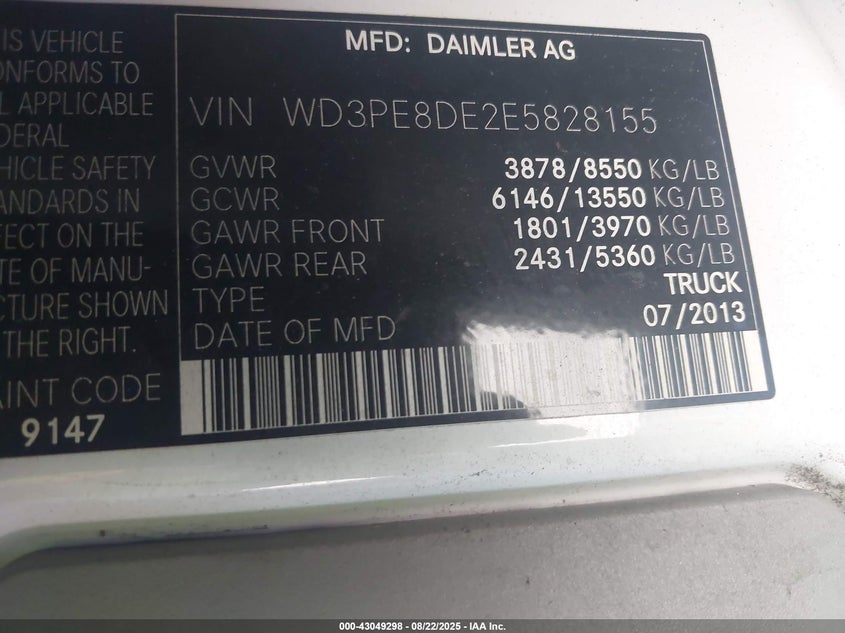 IS VEHICLE
ONFORMS TO
L APPLICABLE
DERAL
HICLE SAFETY
ANDARDS IN
FECT ON THE
TE OF MANU-
CTURE SHOWN
THE RIGHT.
AINT CODE
9147
MFD: DAIMLER AG
VIN WD3PE8DE2E5828155
GVWR 3878/8550 KG/LB
GCWR 6146/13550 KG/LB
GAWR FRONT 1801/3970 KG/LB
GAWR REAR 2431/5360 KG/LB
TYPE TRUCK
DATE OF MFD 07/2013
000-43049298 - 08/22/2025 - IAA Inc.